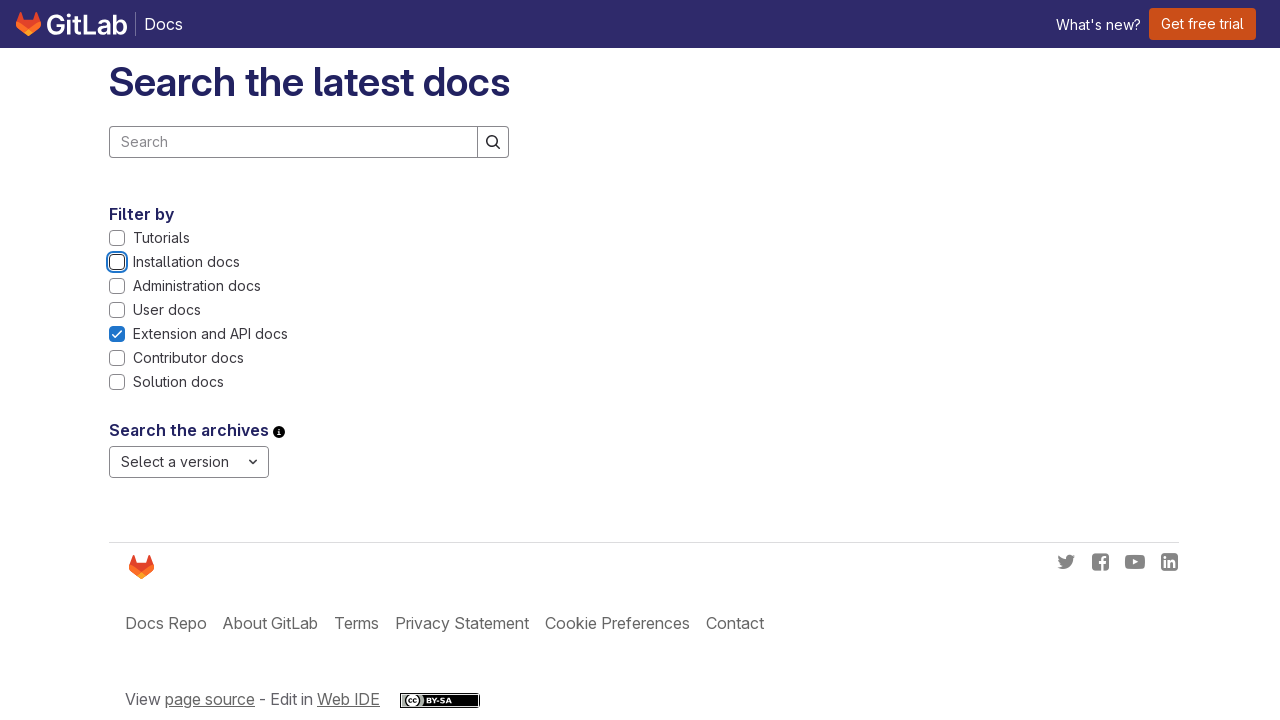 GitLab Docs What's new? Get free trial
Search the latest docs
Search
Filter by
Tutorials
Installation docs
Administration docs
User docs
Extension and API docs
Contributor docs
Solution docs
Search the archives
Select a version
Docs Repo About GitLab Terms Privacy Statement Cookie Preferences Contact
View page source - Edit in Web IDE cc BY-SA